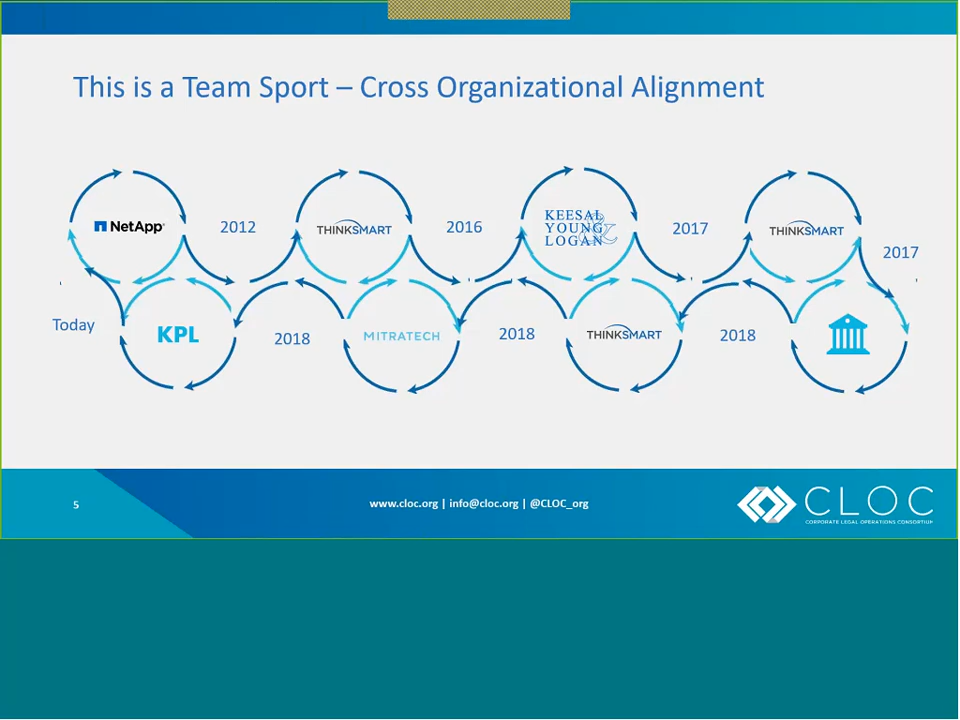 This is a Team Sport – Cross Organizational Alignment
NetApp
2012
THINKSMART
2016
KEESAL
YOUNG &
LOGAN
2017
THINKSMART
2017
Today
KPL
2018
MITRATECH
2018
THINKSMART
2018
5
www.cloc.org | info@cloc.org | @CLOC_org
CLOC
CORPORATE LEGAL OPERATIONS CONSORTIUM